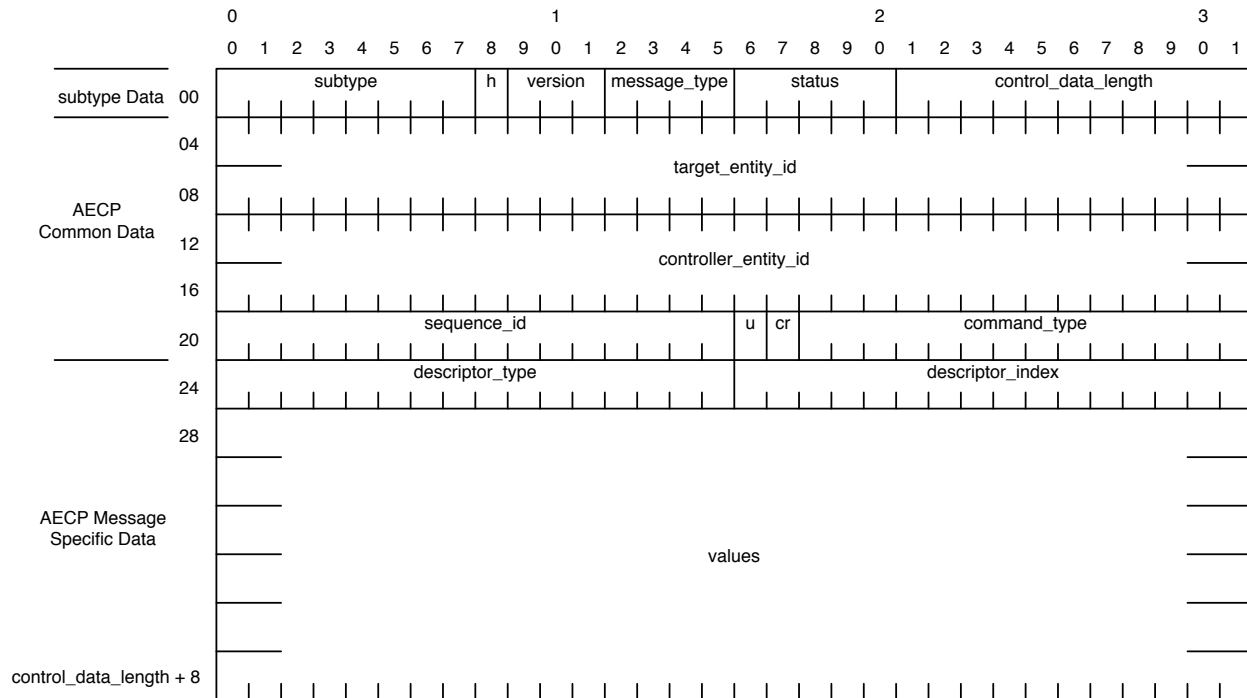 0 1 2 3
0 1 2 3 4 5 6 7 8 9 0 1 2 3 4 5 6 7 8 9 0 1 2 3 4 5 6 7 8 9 0 1
subtype Data 00 subtype h version message_type status control_data_length
04
target_entity_id
08
AECP
Common Data
12
controller_entity_id
16
20 sequence_id u cr command_type
24 descriptor_type descriptor_index
28
AECP Message
Specific Data
values
control_data_length + 8